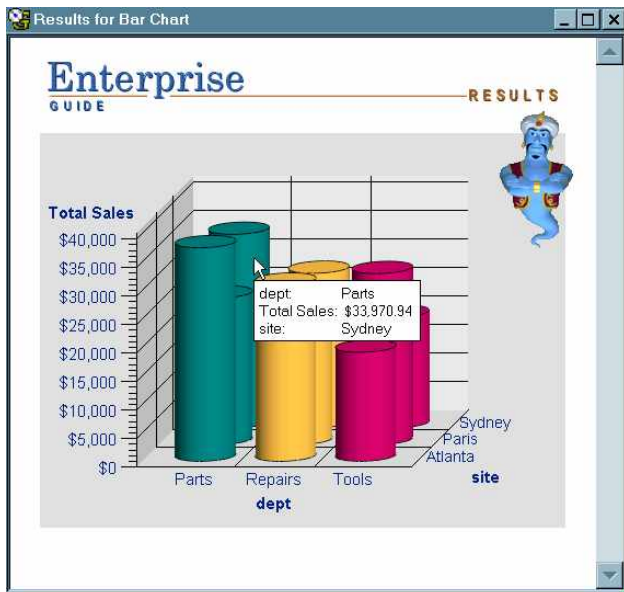 Results for Bar Chart
Enterprise
GUIDE
RESULTS
Total Sales
$40,000
$35,000
$30,000
$25,000
$20,000
$15,000
$10,000
$5,000
$0
dept: Parts
Total Sales: $33,970.94
site: Sydney
Sydney
Paris
Atlanta
site
Parts Repairs Tools
dept